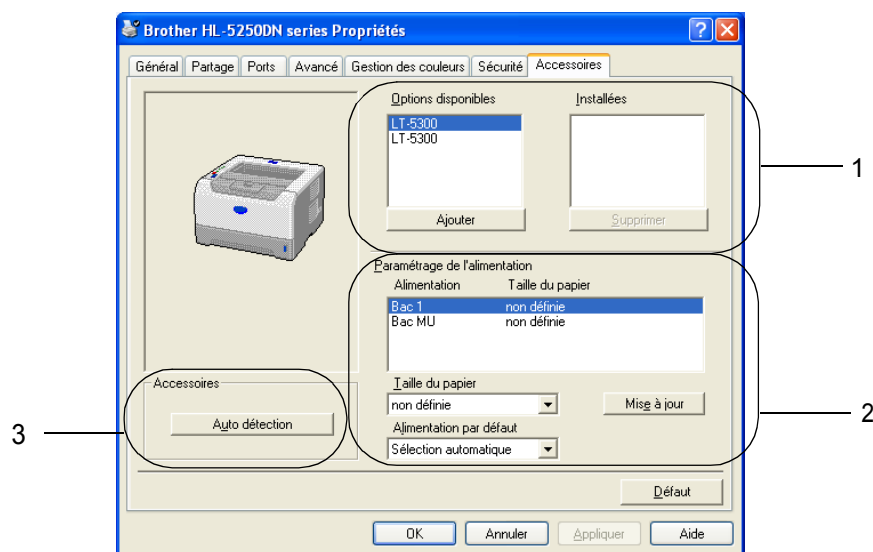 Brother HL-5250DN series Propriétés
Général Partage Ports Avancé Gestion des couleurs Sécurité Accessoires
Options disponibles Installées
LT-5300
LT-5300
Ajouter Supprimer
1
Paramétrage de l'alimentation
Alimentation Taille du papier
Bac 1 non définie
Bac MU non définie
Taille du papier
non définie Mise à jour
Alimentation par défaut
Sélection automatique
2
Accessoires
Auto détection
3
Défaut
OK Annuler Appliquer Aide